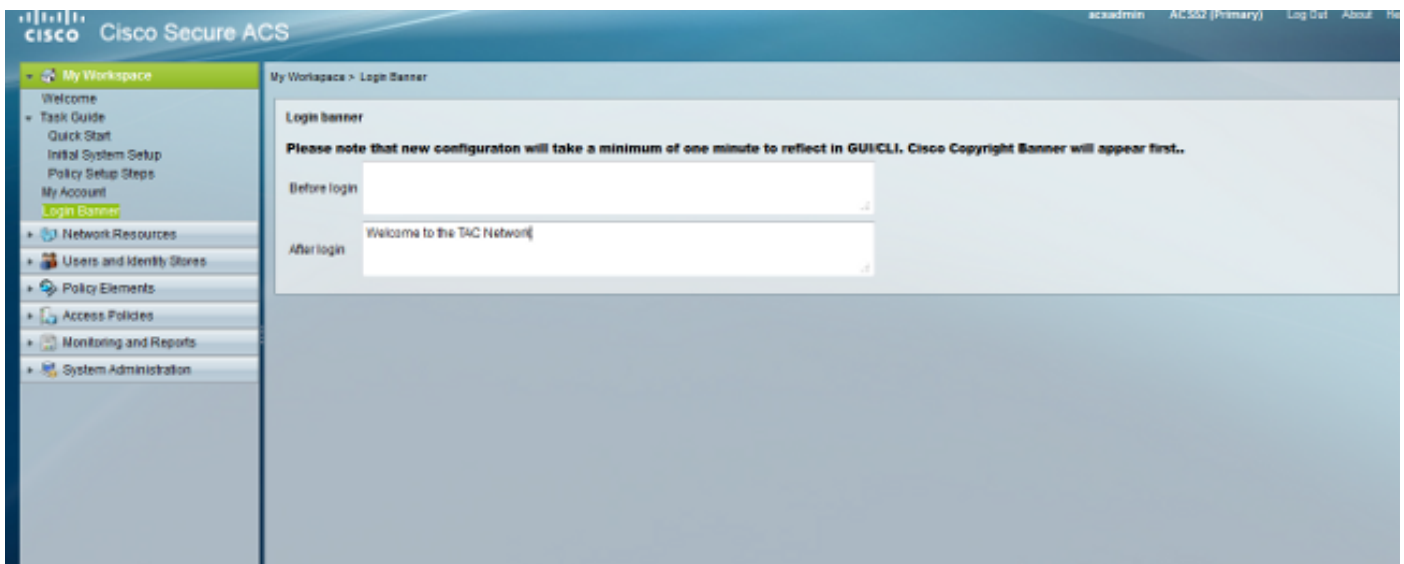 CISCO Cisco Secure ACS
acsadmin ACS52 (Primary) Log Out About He
My Workspace
Welcome
Task Guide
Quick Start
Initial System Setup
Policy Setup Steps
My Account
Login Banner
Network Resources
Users and Identity Stores
Policy Elements
Access Policies
Monitoring and Reports
System Administration
My Workspace > Login Banner
Login banner
Please note that new configuraton will take a minimum of one minute to reflect in GUI/CLI. Cisco Copyright Banner will appear first..
Before login
After login
Welcome to the TAC Network